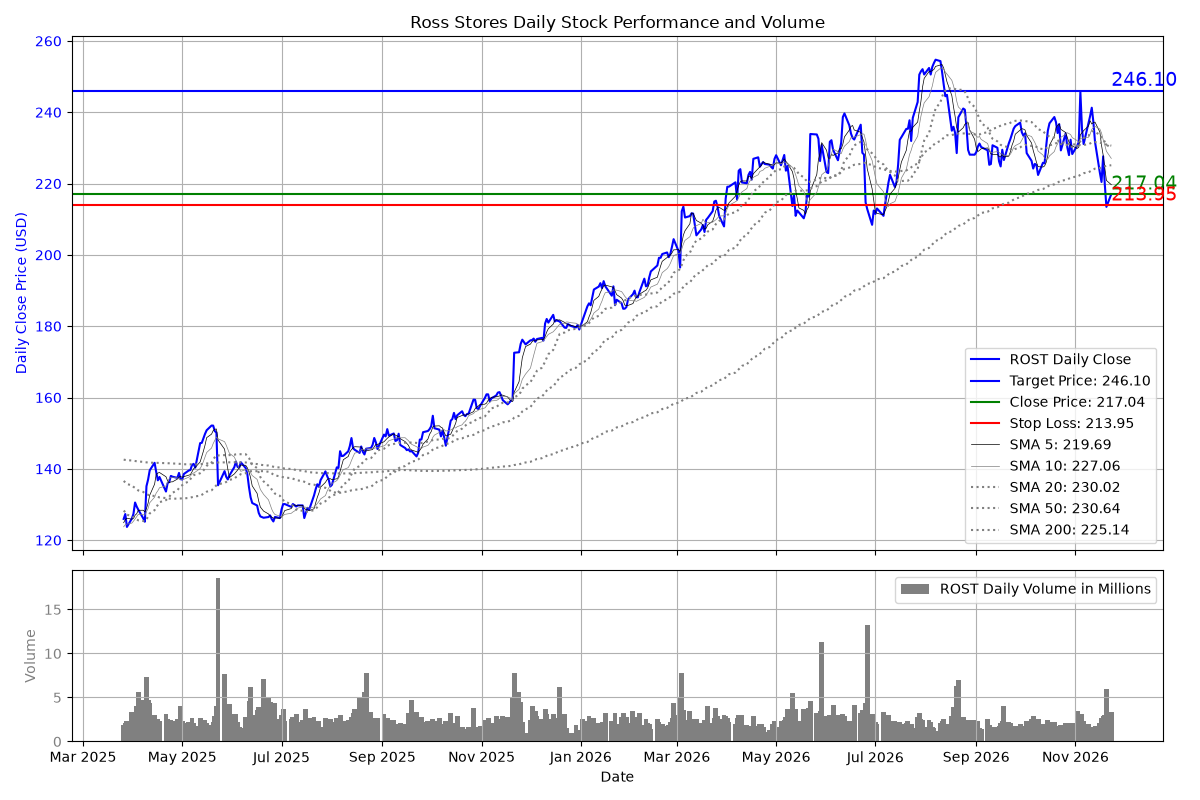 Ross Stores Daily Stock Performance and Volume
260
240
220
200
180
160
140
120
Daily Close Price (USD)
246.10
217.04
213.95
ROST Daily Close
Target Price: 246.10
Close Price: 217.04
Stop Loss: 213.95
SMA 5: 219.69
SMA 10: 227.06
SMA 20: 230.02
SMA 50: 230.64
SMA 200: 225.14
15
10
5
0
Volume
ROST Daily Volume in Millions
Mar 2025 May 2025 Jul 2025 Sep 2025 Nov 2025 Jan 2026 Mar 2026 May 2026 Jul 2026 Sep 2026 Nov 2026
Date